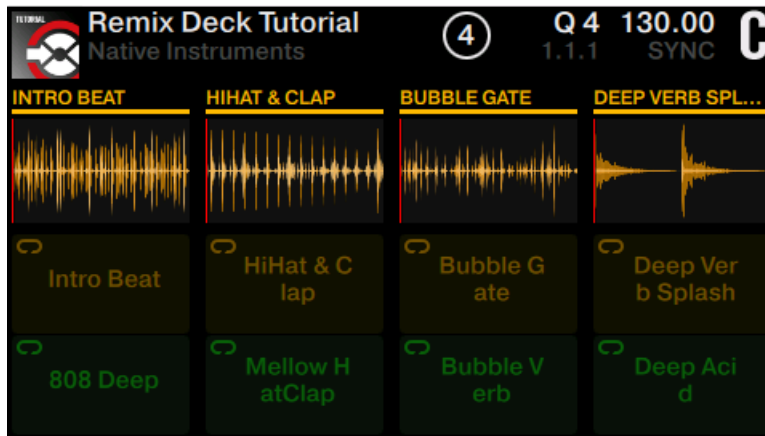 TUTORIAL
Remix Deck Tutorial
Native Instruments
4
Q 4 130.00
1.1.1 SYNC
C
INTRO BEAT HIHAT & CLAP BUBBLE GATE DEEP VERB SPL...
Intro Beat
HiHat & C
lap
Bubble G
ate
Deep Ver
b Splash
808 Deep
Mellow H
atClap
Bubble V
erb
Deep Aci
d